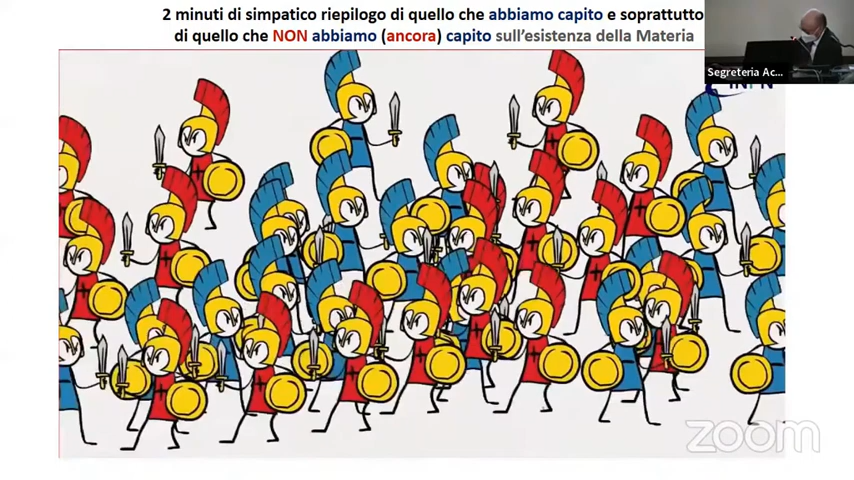 2 minuti di simpatico riepilogo di quello che abbiamo capito e soprattutto
di quello che NON abbiamo (ancora) capito sull'esistenza della Materia
Segreteria Ac...
INFN
zoom